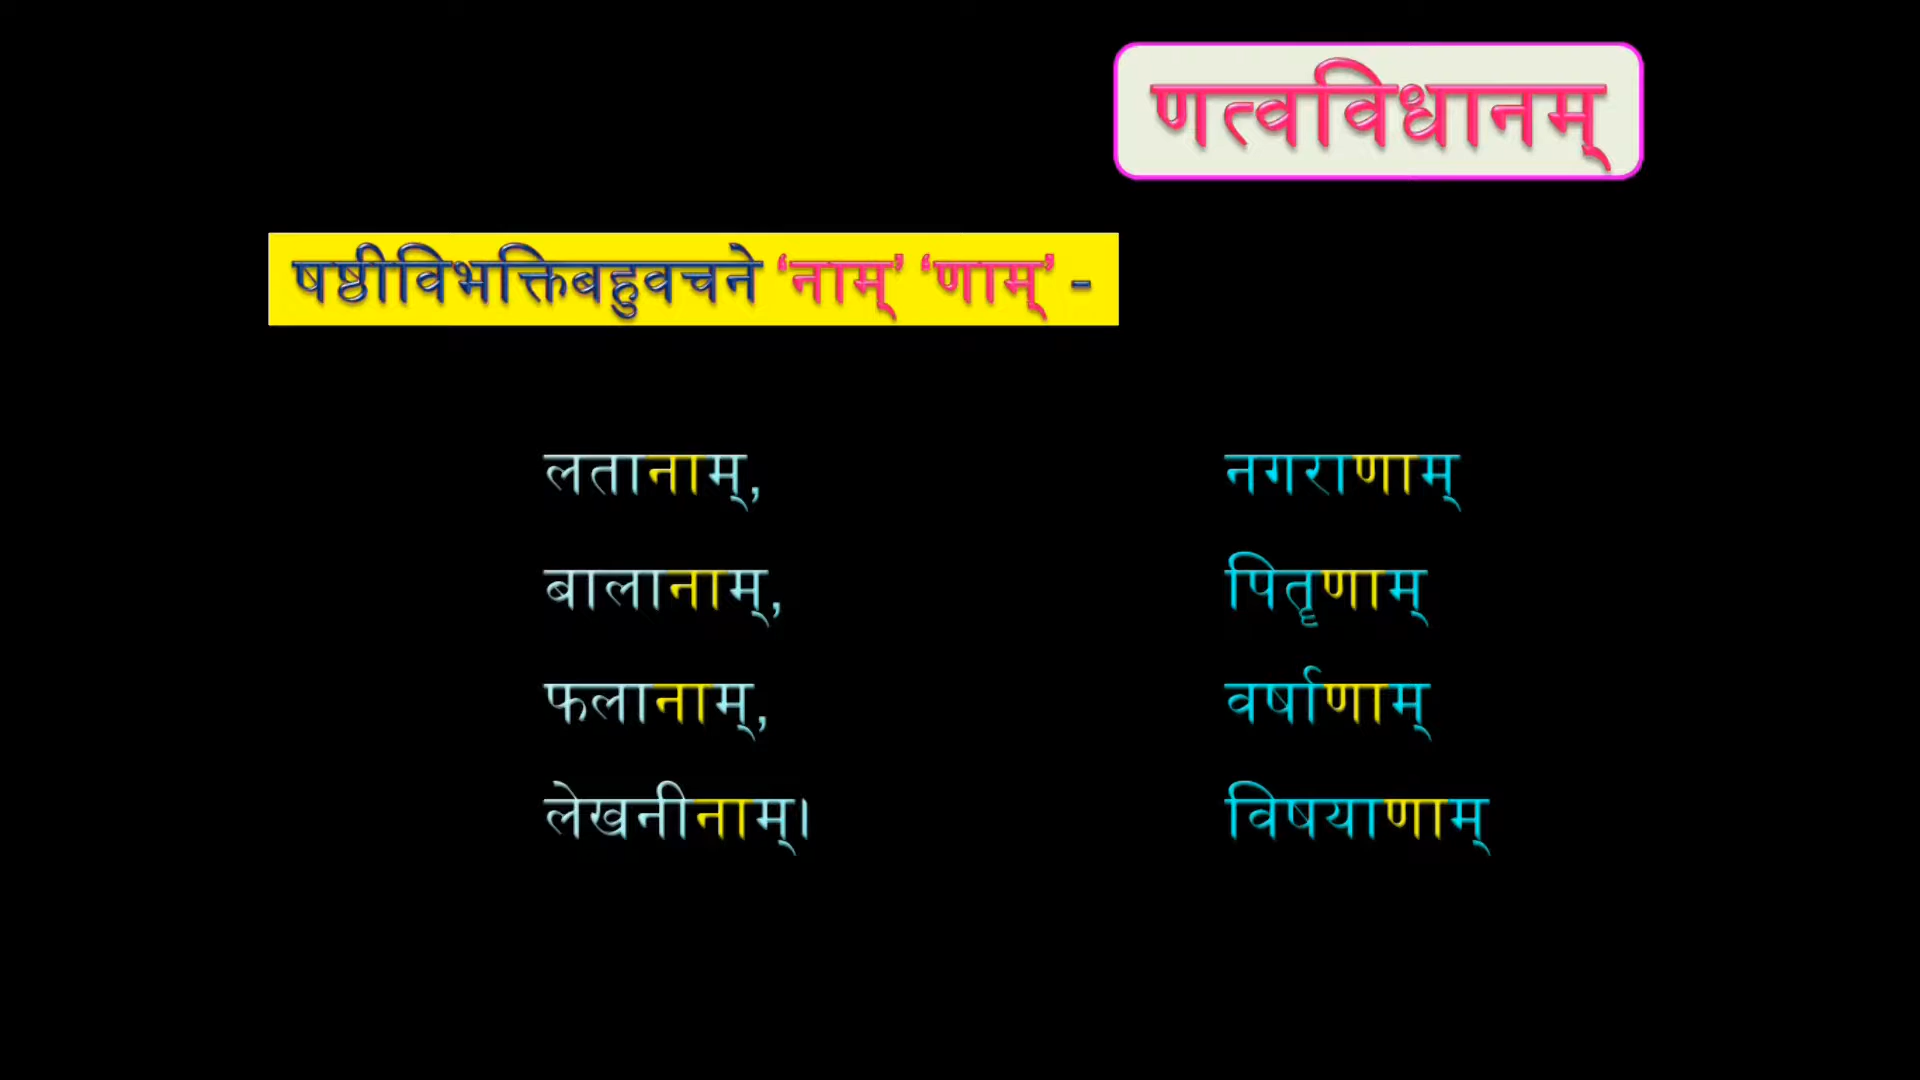 णत्वविधानम्
षष्ठीविभक्तिबहुवचने ‘नाम्’ ‘णाम्’ -
लतानाम्, नगराणाम्
बालानाम्, पितॄणाम्
फलानाम्, वर्षाणाम्
लेखनीनाम्। विषयाणाम्